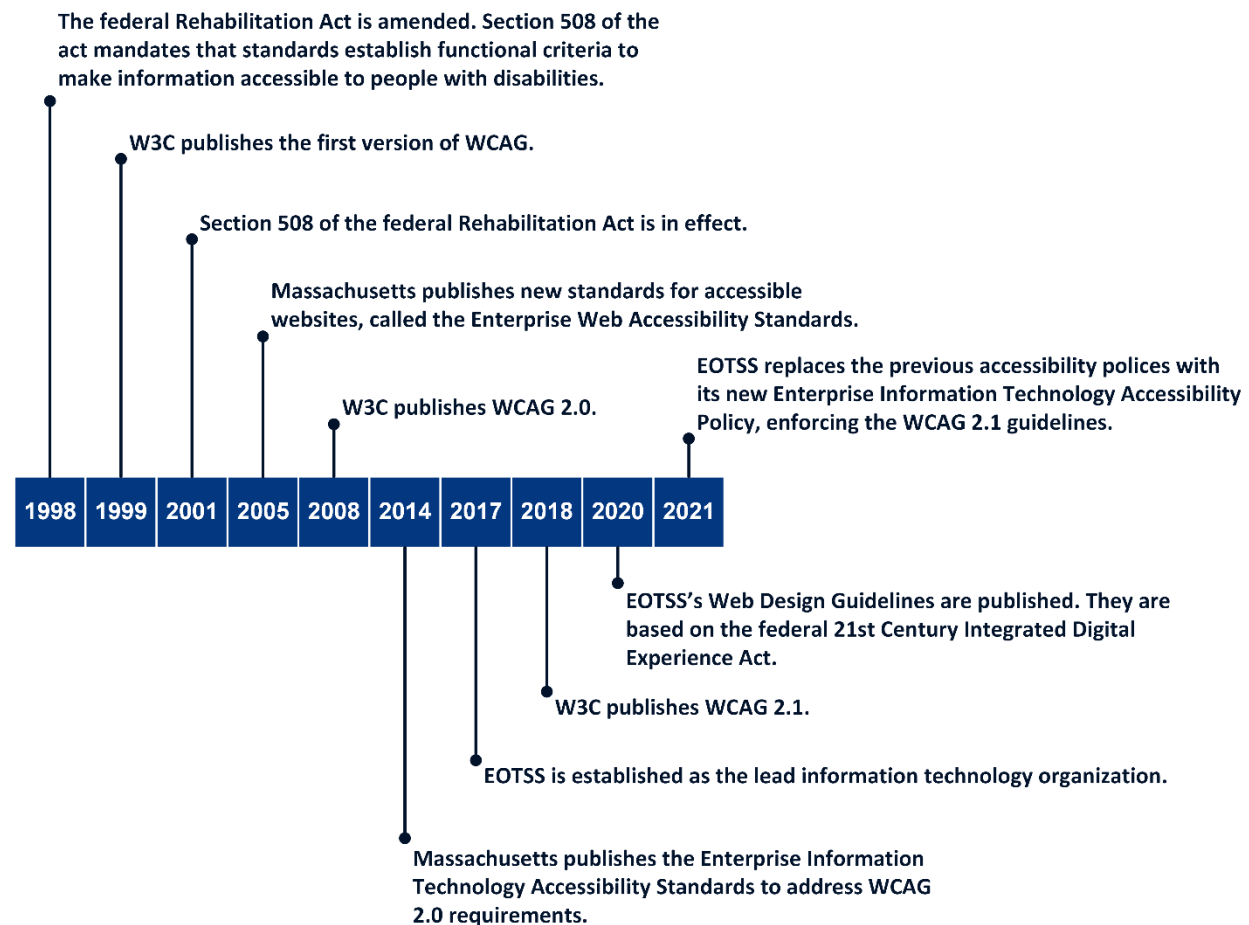 The federal Rehabilitation Act is amended. Section 508 of the
act mandates that standards establish functional criteria to
make information accessible to people with disabilities.
W3C publishes the first version of WCAG.
Section 508 of the federal Rehabilitation Act is in effect.
Massachusetts publishes new standards for accessible
websites, called the Enterprise Web Accessibility Standards.
EOTSS replaces the previous accessibility polices with
its new Enterprise Information Technology Accessibility
Policy, enforcing the WCAG 2.1 guidelines.
W3C publishes WCAG 2.0.
1998 1999 2001 2005 2008 2014 2017 2018 2020 2021
EOTSS’s Web Design Guidelines are published. They are
based on the federal 21st Century Integrated Digital
Experience Act.
W3C publishes WCAG 2.1.
EOTSS is established as the lead information technology organization.
Massachusetts publishes the Enterprise Information
Technology Accessibility Standards to address WCAG
2.0 requirements.